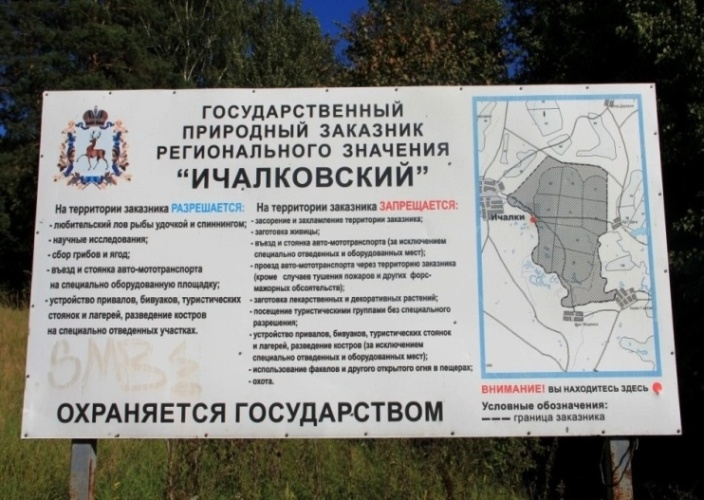 ГОСУДАРСТВЕННЫЙ
ПРИРОДНЫЙ ЗАКАЗНИК
РЕГИОНАЛЬНОГО ЗНАЧЕНИЯ
"ИЧАЛКОВСКИЙ"
На территории заказника РАЗРЕШАЕТСЯ:
- любительский лов рыбы удочкой и спиннингом;
- научные исследования;
- сбор грибов и ягод;
- въезд и стоянка авто-мототранспорта
на специально оборудованную площадку;
- устройство привалов, бивуаков, туристических
стоянок и лагерей, разведение костров
на специально отведенных участках.
На территории заказника ЗАПРЕЩАЕТСЯ:
- засорение и захламления территории заказника;
- заготовка живицы;
- въезд и стоянка авто-мототранспорта (за исключением
специально отведенных и оборудованных мест);
- проезд авто-мототранспорта через территорию заказника
(кроме случаев тушения пожаров и других форс-
мажорных обсоятельств);
- заготовка лекарственных и декоративных растений;
- посещение туристическими группами без специального
разрешения;
- устройство привалов, бивуаков, туристических стоянок
и лагерей, разведение костров (за исключением
специально отведенных и оборудованных мест);
- использование факелов и другого открытого огня в пещерах;
- охота.
ОХРАНЯЕТСЯ ГОСУДАРСТВОМ
Ичалки
ВНИМАНИЕ! ВЫ НАХОДИТЕСЬ ЗДЕСЬ
Условные обозначения:
граница заказника